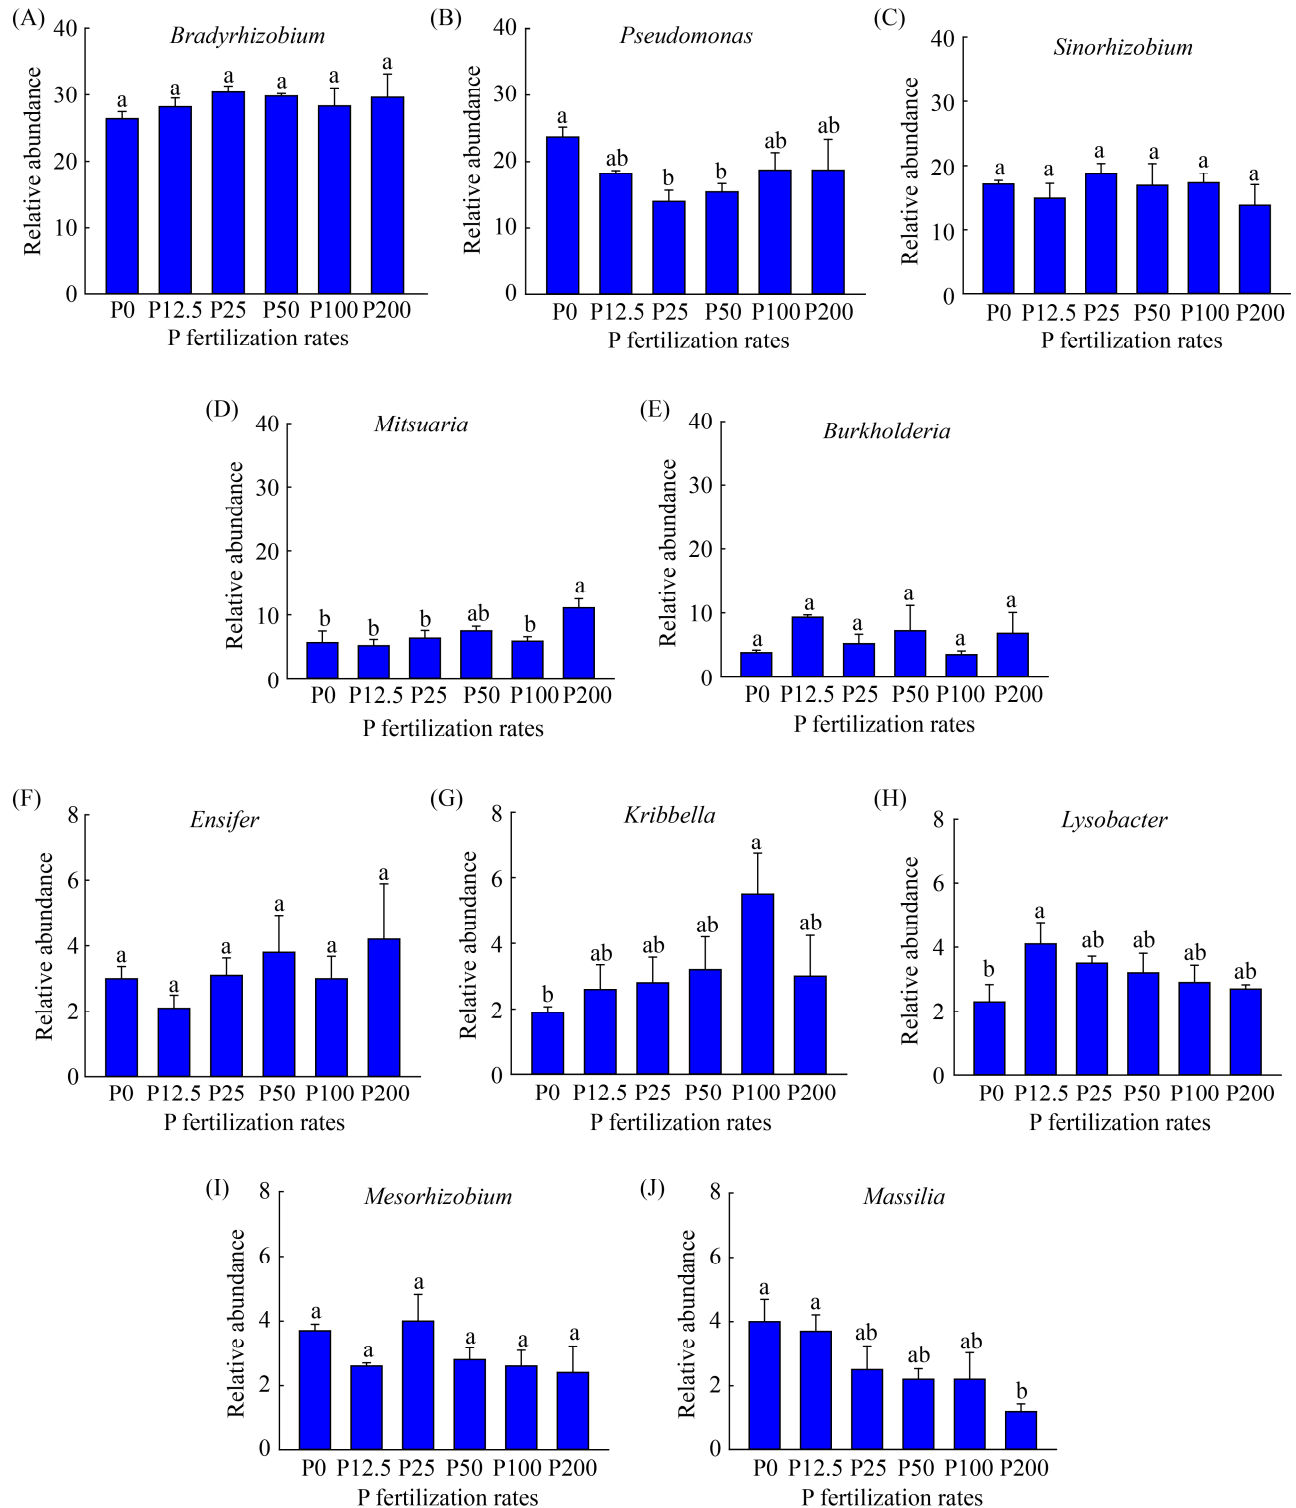 (A)
Bradyrhizobium
40
30
20
10
0
Relative abundance
a a a a a a
P0 P12.5 P25 P50 P100 P200
P fertilization rates
(B)
Pseudomonas
40
30
20
10
0
Relative abundance
a ab b b ab ab
P0 P12.5 P25 P50 P100 P200
P fertilization rates
(C)
Sinorhizobium
40
30
20
10
0
Relative abundance
a a a a a a
P0 P12.5 P25 P50 P100 P200
P fertilization rates
(D)
Mitsuaria
40
30
20
10
0
Relative abundance
b b b ab b a
P0 P12.5 P25 P50 P100 P200
P fertilization rates
(E)
Burkholderia
40
30
20
10
0
Relative abundance
a a a a a a
P0 P12.5 P25 P50 P100 P200
P fertilization rates
(F)
Ensifer
8
6
4
2
0
Relative abundance
a a a a a a
P0 P12.5 P25 P50 P100 P200
P fertilization rates
(G)
Kribbella
8
6
4
2
0
Relative abundance
b ab ab ab a ab
P0 P12.5 P25 P50 P100 P200
P fertilization rates
(H)
Lysobacter
8
6
4
2
0
Relative abundance
b a ab ab ab ab
P0 P12.5 P25 P50 P100 P200
P fertilization rates
(I)
Mesorhizobium
8
6
4
2
0
Relative abundance
a a a a a a
P0 P12.5 P25 P50 P100 P200
P fertilization rates
(J)
Massilia
8
6
4
2
0
Relative abundance
a a ab ab ab b
P0 P12.5 P25 P50 P100 P200
P fertilization rates